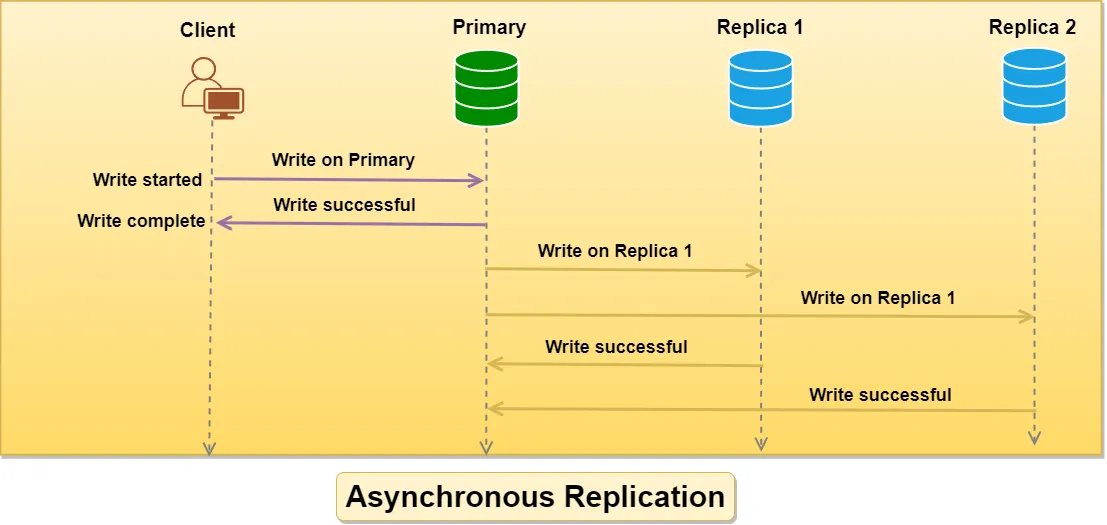 Client
Primary
Replica 1
Replica 2
Write on Primary
Write started
Write successful
Write complete
Write on Replica 1
Write on Replica 1
Write successful
Write successful
Asynchronous Replication